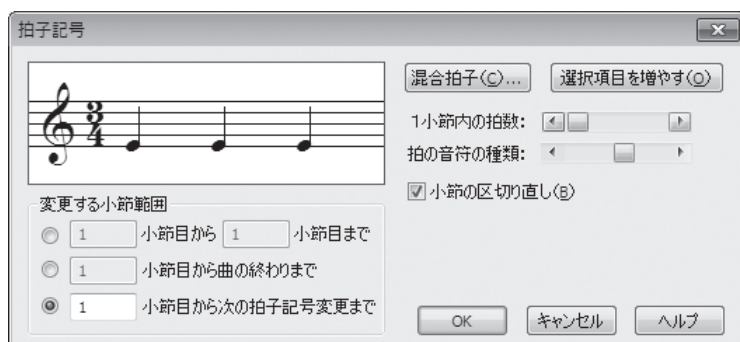 拍子記号
3
4
混合拍子(C)... 選択項目を増やす(O)
1小節内の拍数:
拍の音符の種類:
小節の区切り直し(B)
変更する小節範囲
1 小節目から 1 小節目まで
1 小節目から曲の終わりまで
1 小節目から次の拍子記号変更まで
OK キャンセル ヘルプ